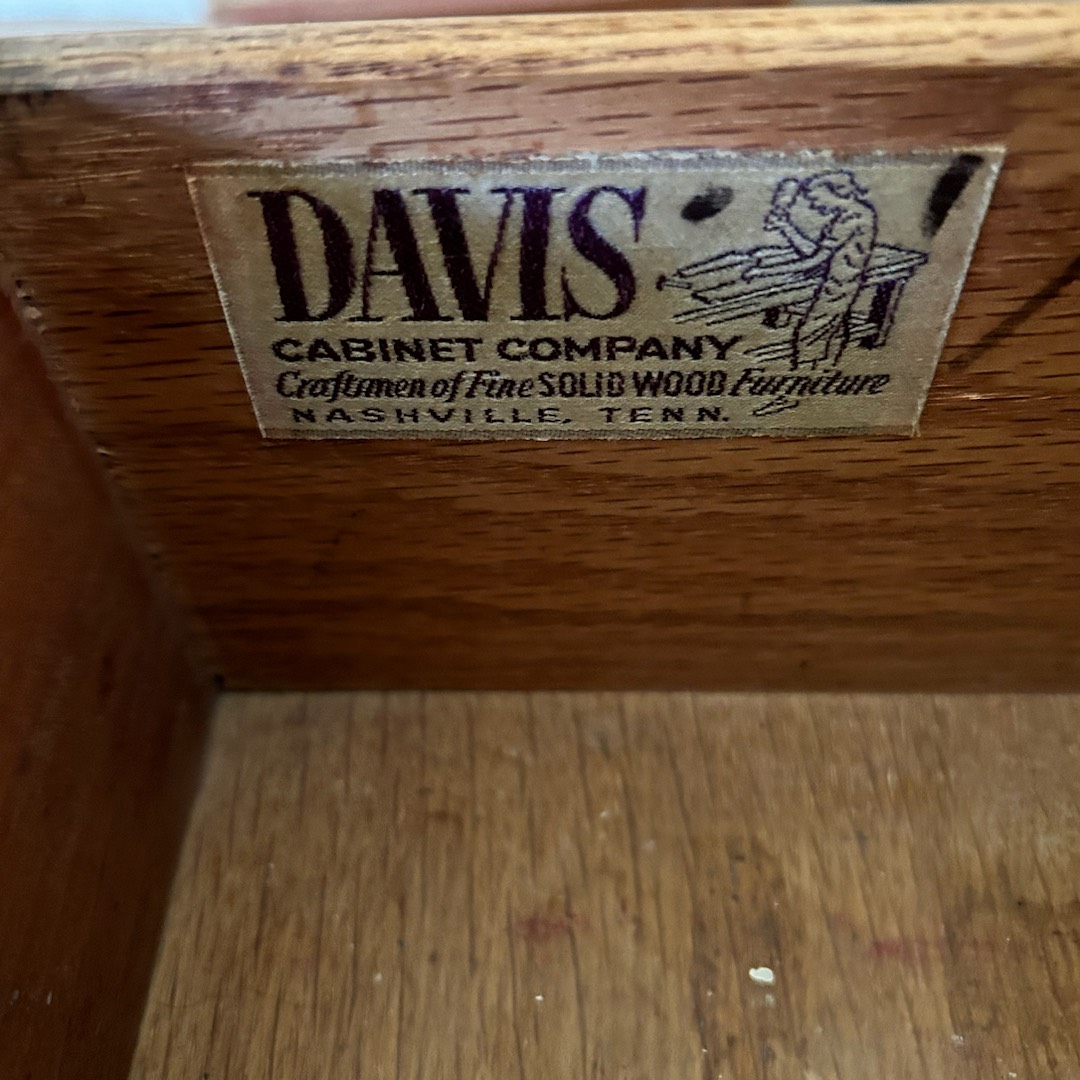 DAVIS
CABINET COMPANY
Craftsmen of Fine SOLID WOOD Furniture
NASHVILLE, TENN.